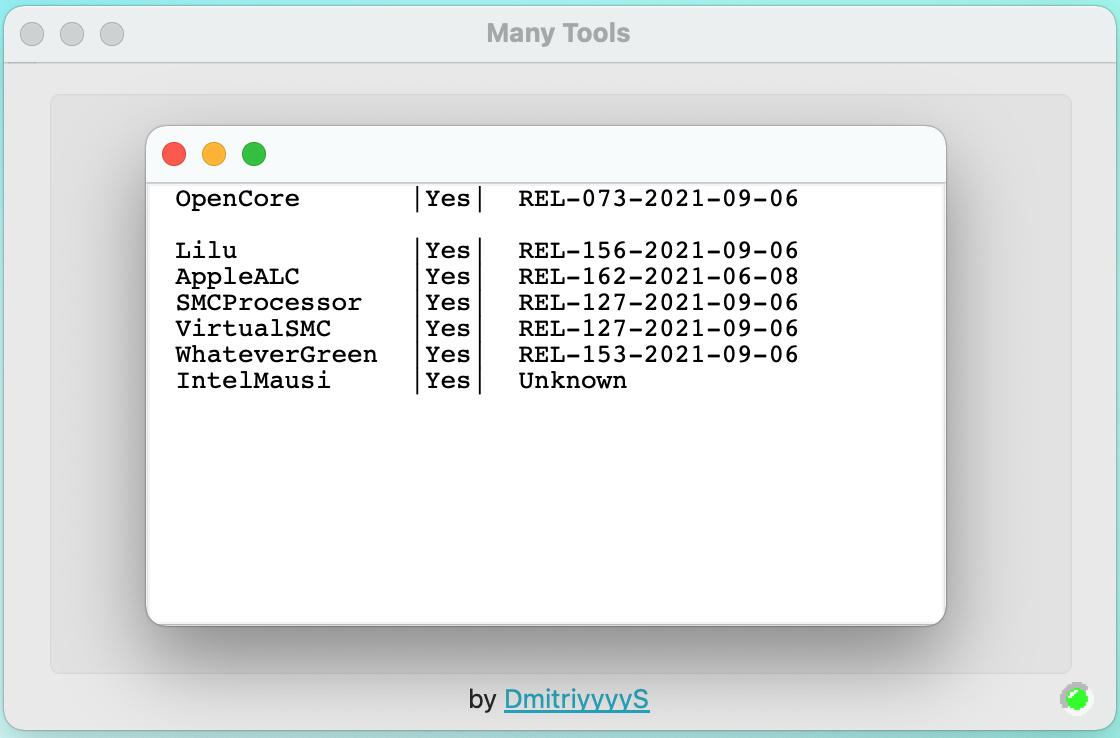 Many Tools
OpenCore |Yes| REL-073-2021-09-06
Lilu |Yes| REL-156-2021-09-06
AppleALC |Yes| REL-162-2021-06-08
SMCProcessor |Yes| REL-127-2021-09-06
VirtualSMC |Yes| REL-127-2021-09-06
WhateverGreen |Yes| REL-153-2021-09-06
IntelMausi |Yes| Unknown
by DmitriyyyyS